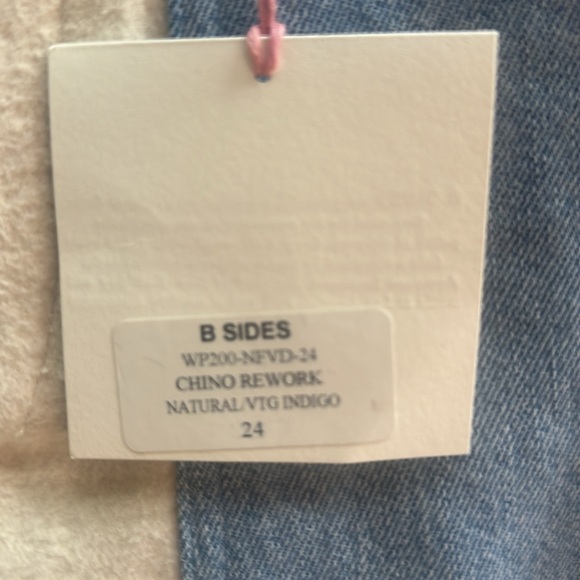 B SIDES
WP200-NFVD-24
CHINO REWORK
NATURAL/VTG INDIGO
24